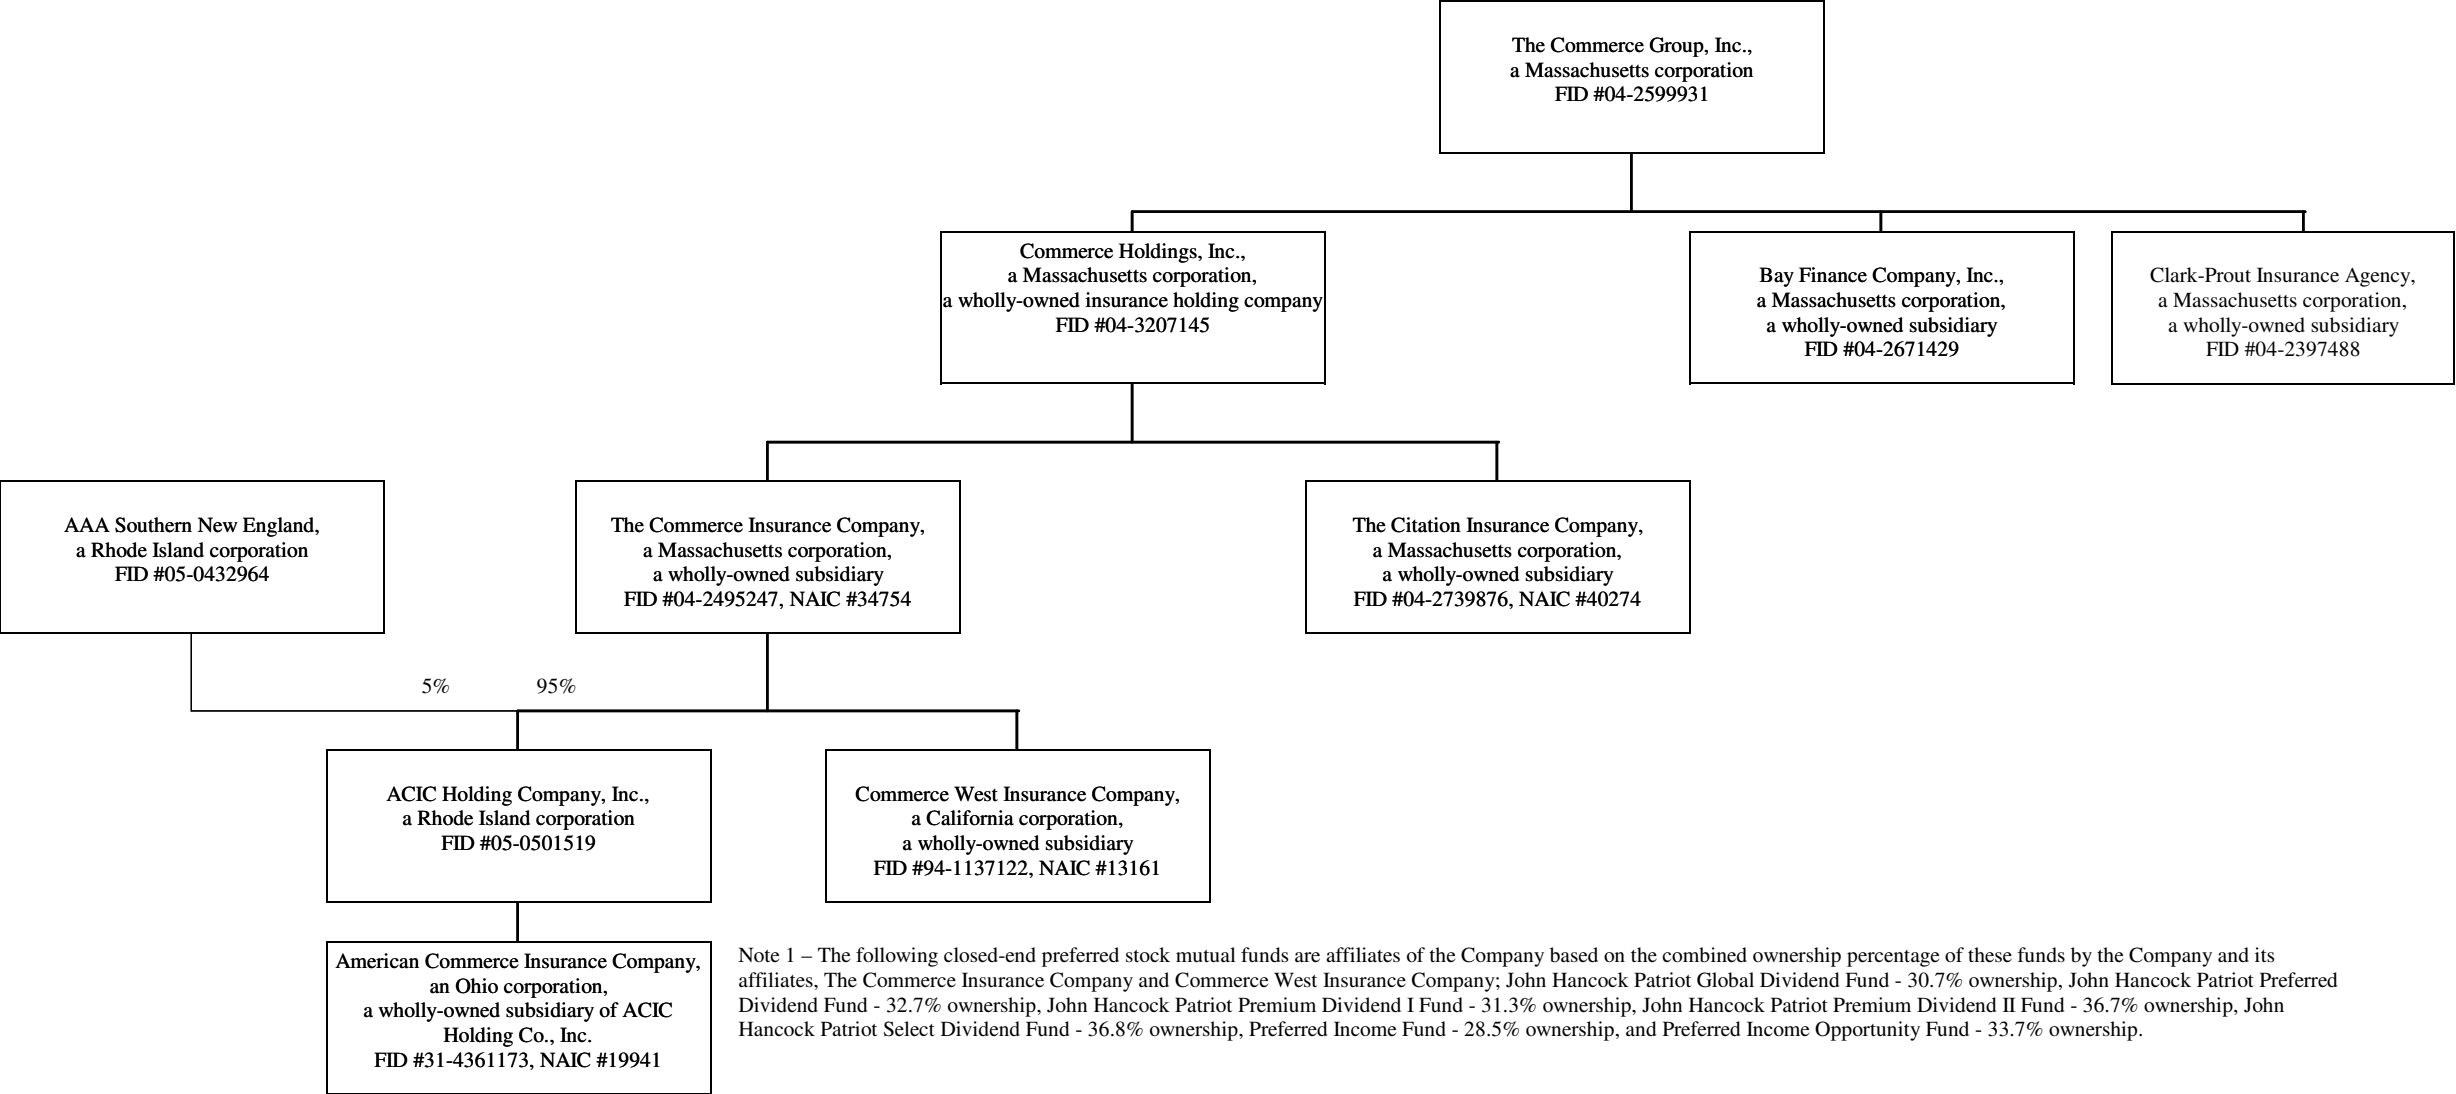 The Commerce Group, Inc.,
a Massachusetts corporation
FID #04-2599931
Commerce Holdings, Inc.,
a Massachusetts corporation,
a wholly-owned insurance holding company
FID #04-3207145
Bay Finance Company, Inc.,
a Massachusetts corporation,
a wholly-owned subsidiary
FID #04-2671429
Clark-Prout Insurance Agency,
a Massachusetts corporation,
a wholly-owned subsidiary
FID #04-2397488
AAA Southern New England,
a Rhode Island corporation
FID #05-0432964
The Commerce Insurance Company,
a Massachusetts corporation,
a wholly-owned subsidiary
FID #04-2495247, NAIC #34754
The Citation Insurance Company,
a Massachusetts corporation,
a wholly-owned subsidiary
FID #04-2739876, NAIC #40274
5% 95%
ACIC Holding Company, Inc.,
a Rhode Island corporation
FID #05-0501519
Commerce West Insurance Company,
a California corporation,
a wholly-owned subsidiary
FID #94-1137122, NAIC #13161
American Commerce Insurance Company,
an Ohio corporation,
a wholly-owned subsidiary of ACIC
Holding Co., Inc.
FID #31-4361173, NAIC #19941
Note 1 – The following closed-end preferred stock mutual funds are affiliates of the Company based on the combined ownership percentage of these funds by the Company and its
affiliates, The Commerce Insurance Company and Commerce West Insurance Company; John Hancock Patriot Global Dividend Fund - 30.7% ownership, John Hancock Patriot Preferred
Dividend Fund - 32.7% ownership, John Hancock Patriot Premium Dividend I Fund - 31.3% ownership, John Hancock Patriot Premium Dividend II Fund - 36.7% ownership, John
Hancock Patriot Select Dividend Fund - 36.8% ownership, Preferred Income Fund - 28.5% ownership, and Preferred Income Opportunity Fund - 33.7% ownership.